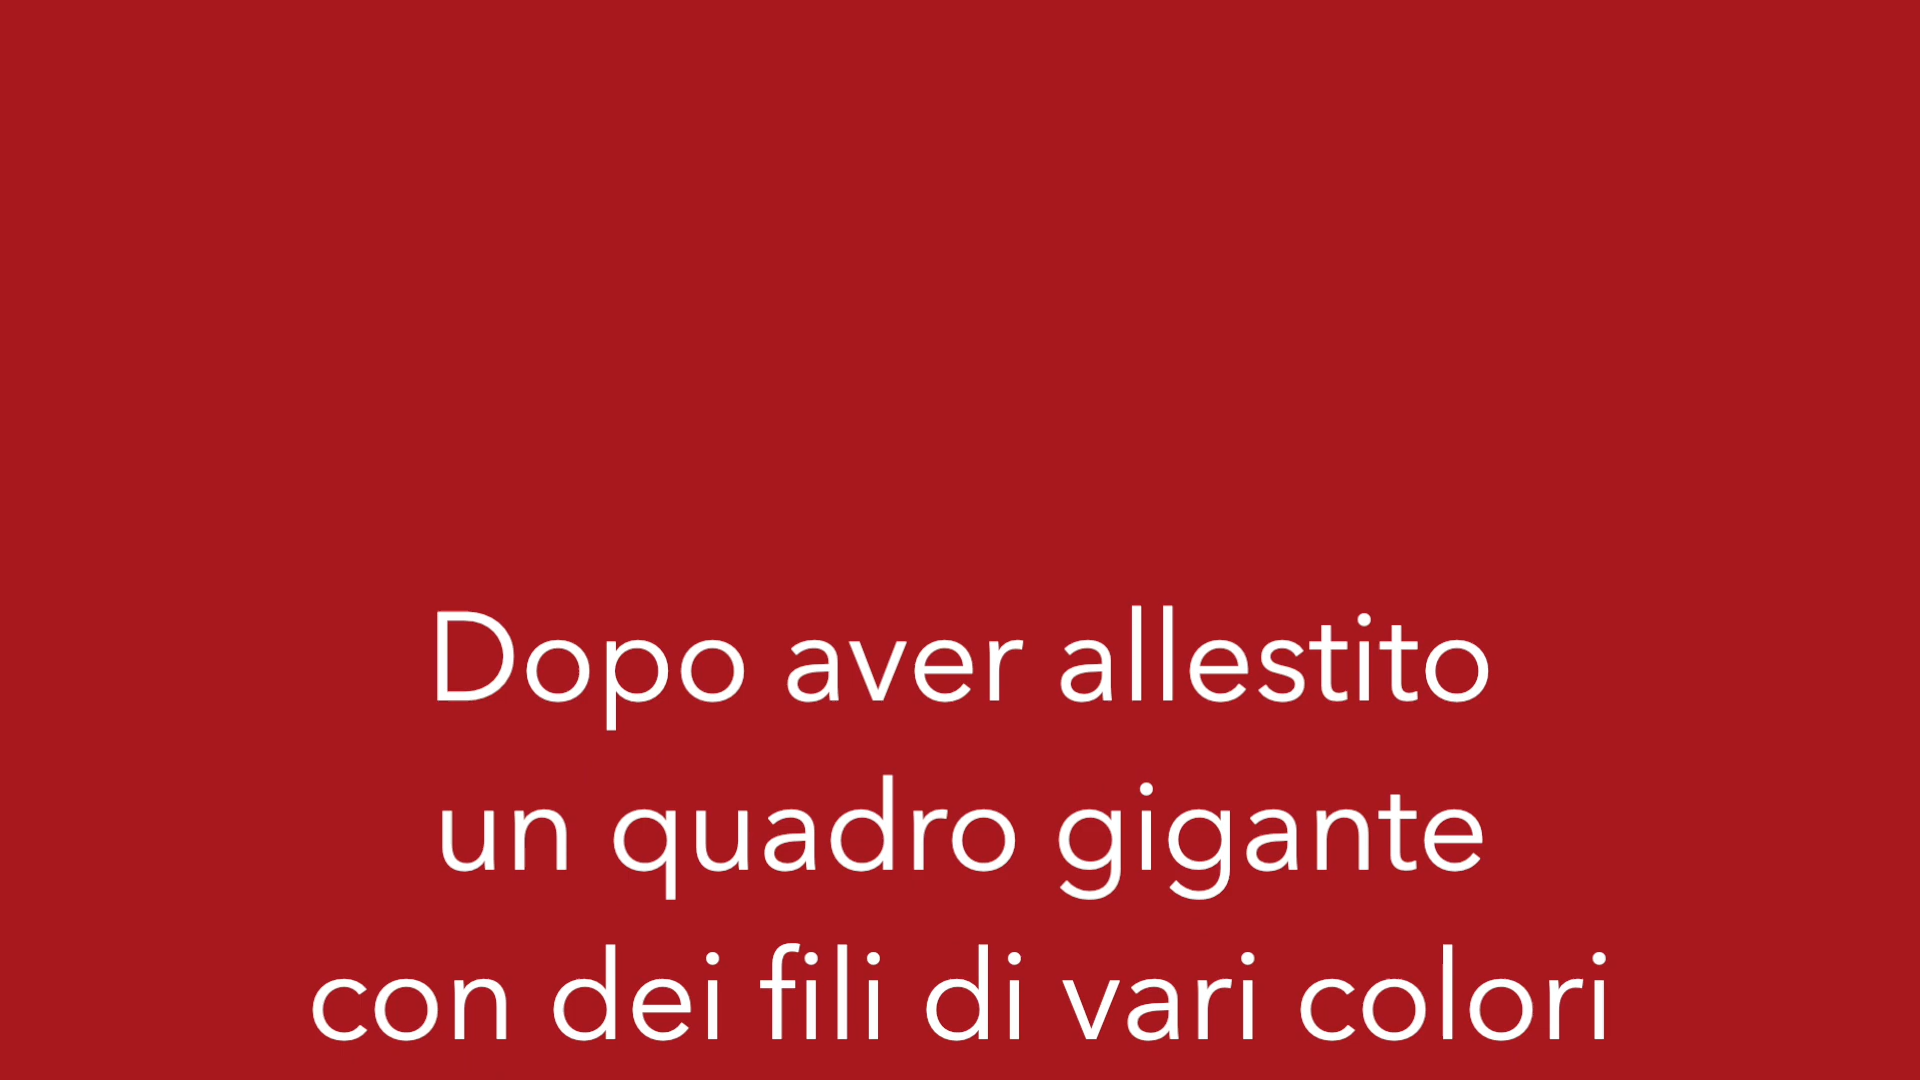 Dopo aver allestito
un quadro gigante
con dei fili di vari colori